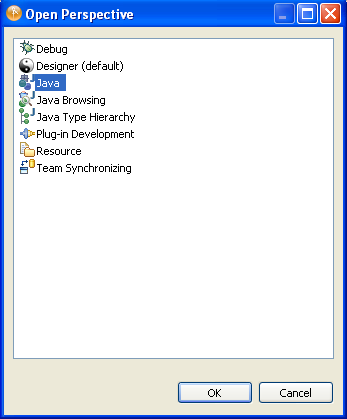 Open Perspective
Debug
Designer (default)
Java
Java Browsing
Java Type Hierarchy
Plug-in Development
Resource
Team Synchronizing
OK Cancel